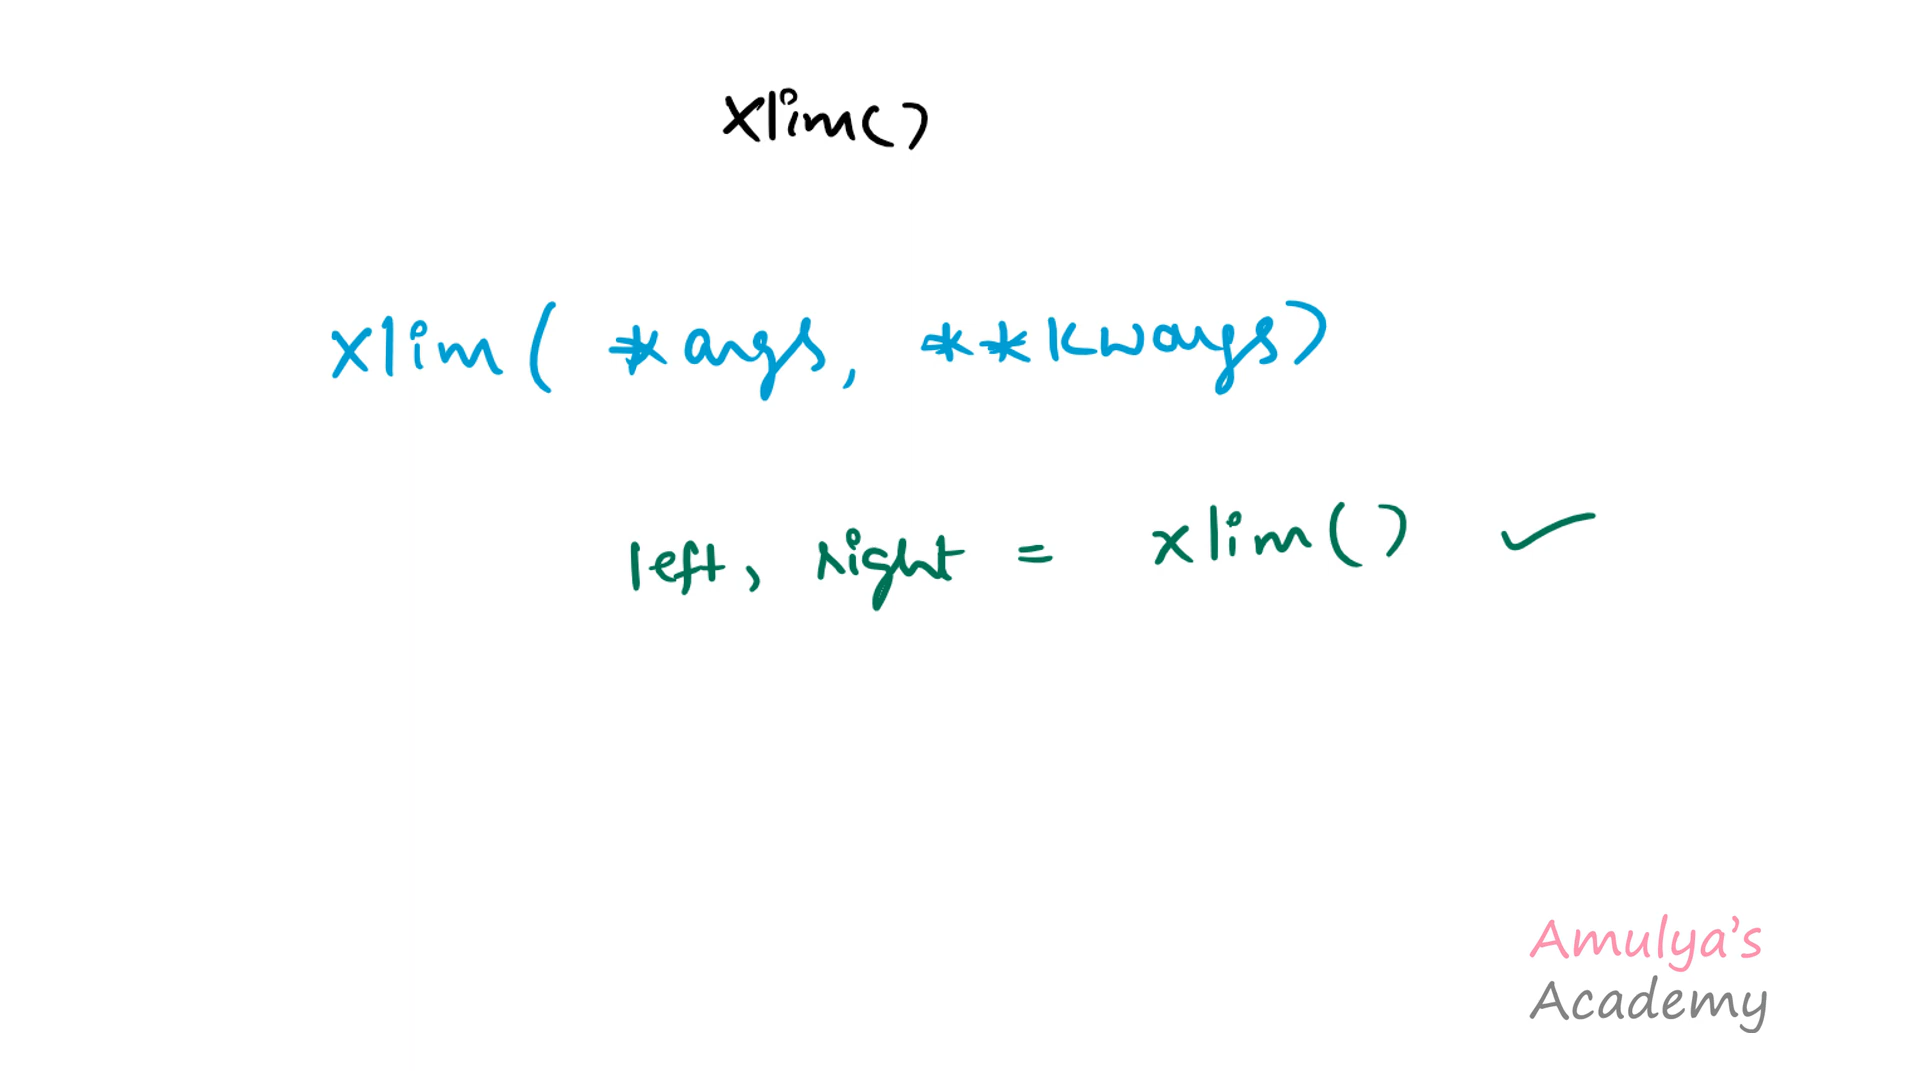 xlim()
xlim( *args, **kwargs)
left, right = xlim()
Amulya's
Academy